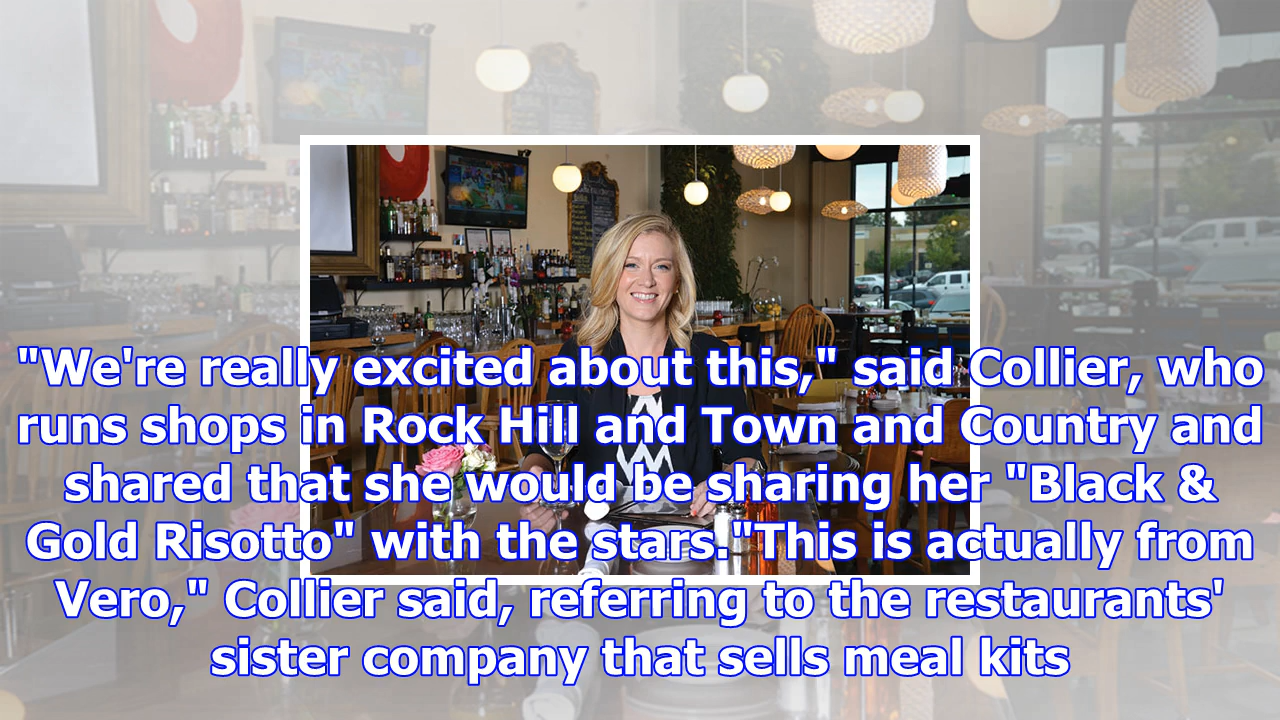 "We're really excited about this," said Collier, who
runs shops in Rock Hill and Town and Country and
shared that she would be sharing her "Black &
Gold Risotto" with the stars."This is actually from
Vero," Collier said, referring to the restaurants'
sister company that sells meal kits